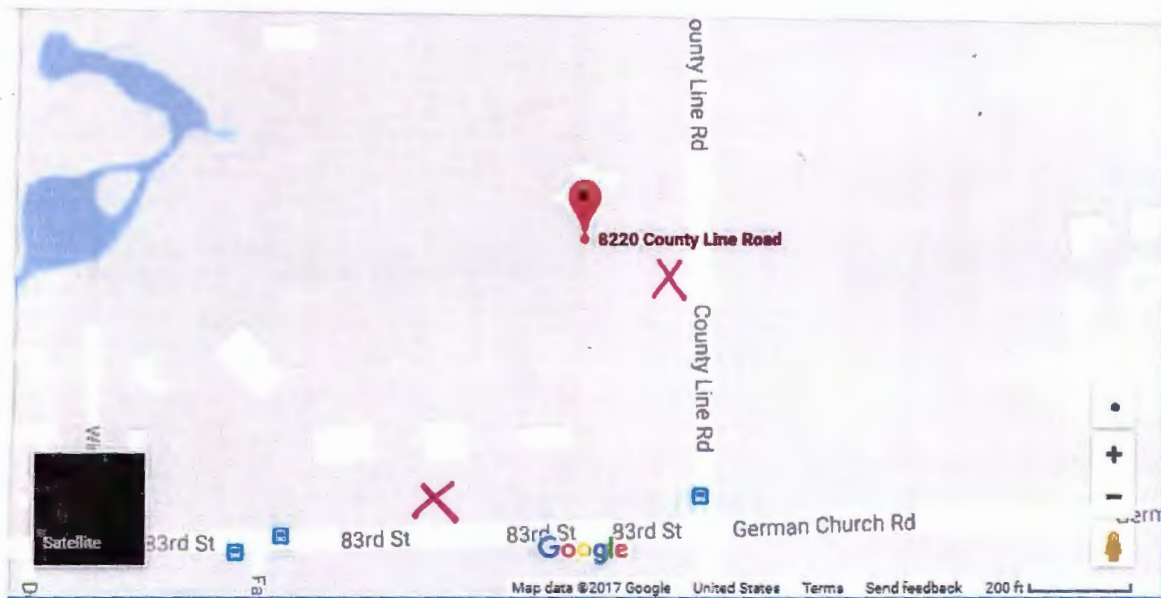 ounty Line Rd
8220 County Line Road
County Line Rd
Satellite
83rd St
83rd St
83rd St
83rd St
German Church Rd
Google
Map data ©2017 Google United States Terms Send feedback 200 ft